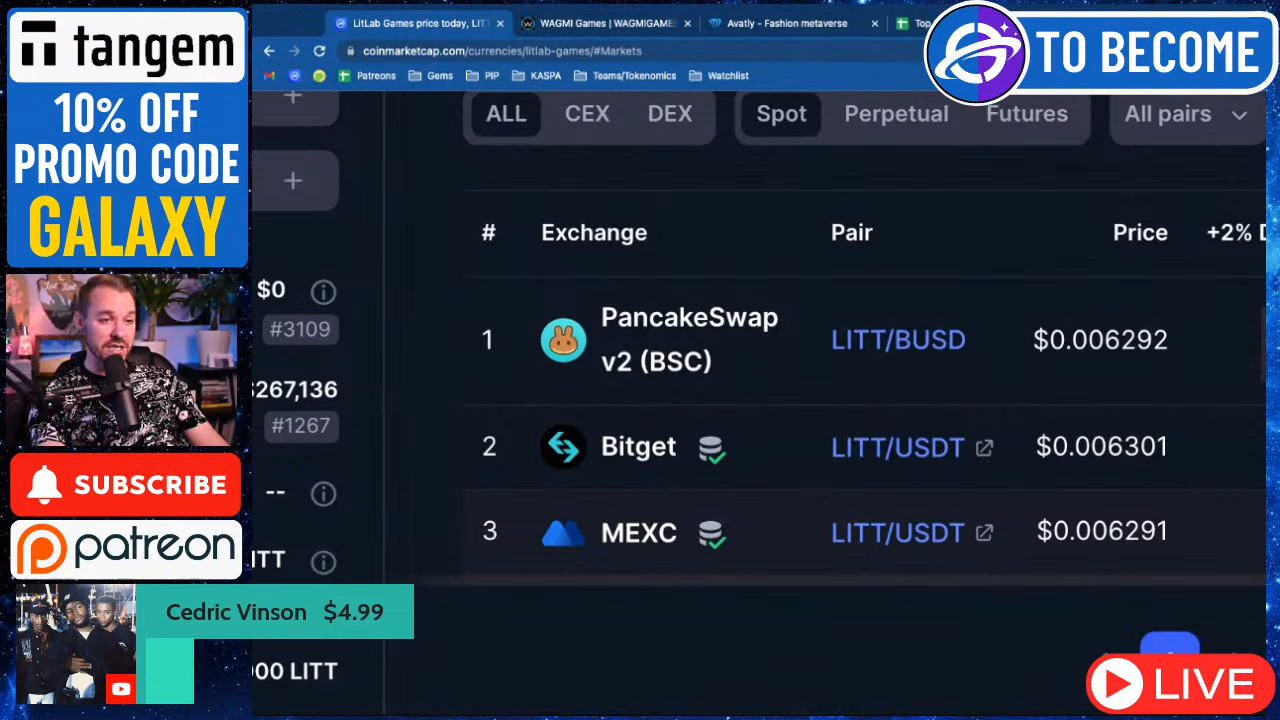 tangem
10% OFF
PROMO CODE
GALAXY
LitLab Games price today, LIT
WAGMI Games | WAGMIGAME
Avatly - Fashion metaverse
Top
coinmarketcap.com/currencies/litlab-games/#Markets
Patreons
Gems
PIP
KASPA
Teams/Tokenomics
Watchlist
TO BECOME
ALL
CEX
DEX
Spot
Perpetual
Futures
All pairs
# Exchange Pair Price +2% D
1 PancakeSwap v2 (BSC) LITT/BUSD $0.006292
2 Bitget LITT/USDT $0.006301
3 MEXC LITT/USDT $0.006291
$0
#3109
$267,136
#1267
--
ITT
000 LITT
SUBSCRIBE
patreon
Cedric Vinson $4.99
LIVE